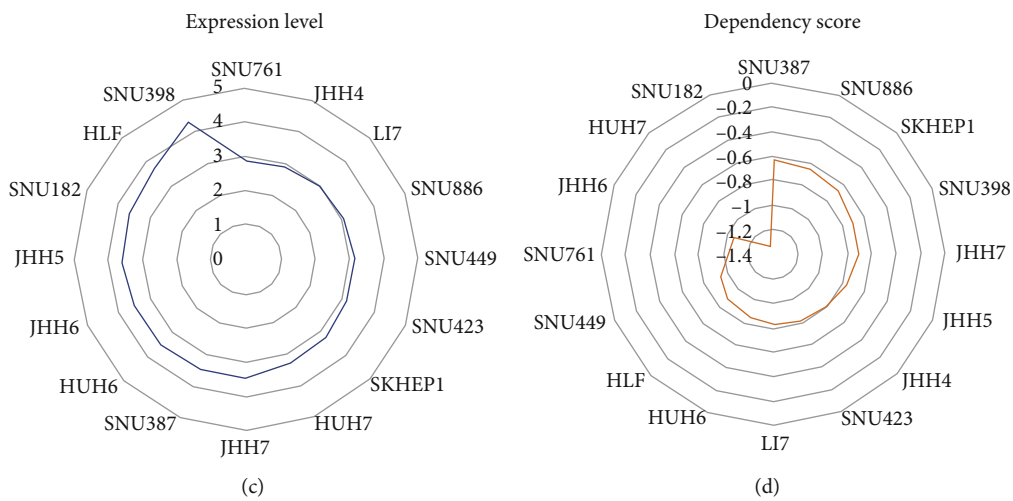 Expression level
SNU761
JHH4
LI7
SNU886
SNU449
SNU423
SKHEP1
HUH7
JHH7
SNU387
HUH6
JHH6
JHH5
SNU182
HLF
SNU398
5
4
3
2
1
0
(c)
Dependency score
SNU387
SNU886
SKHEP1
SNU398
JHH7
JHH5
JHH4
SNU423
LI7
HUH6
HLF
SNU449
SNU761
JHH6
HUH7
SNU182
0
−0.2
−0.4
−0.6
−0.8
−1
−1.2
−1.4
(d)